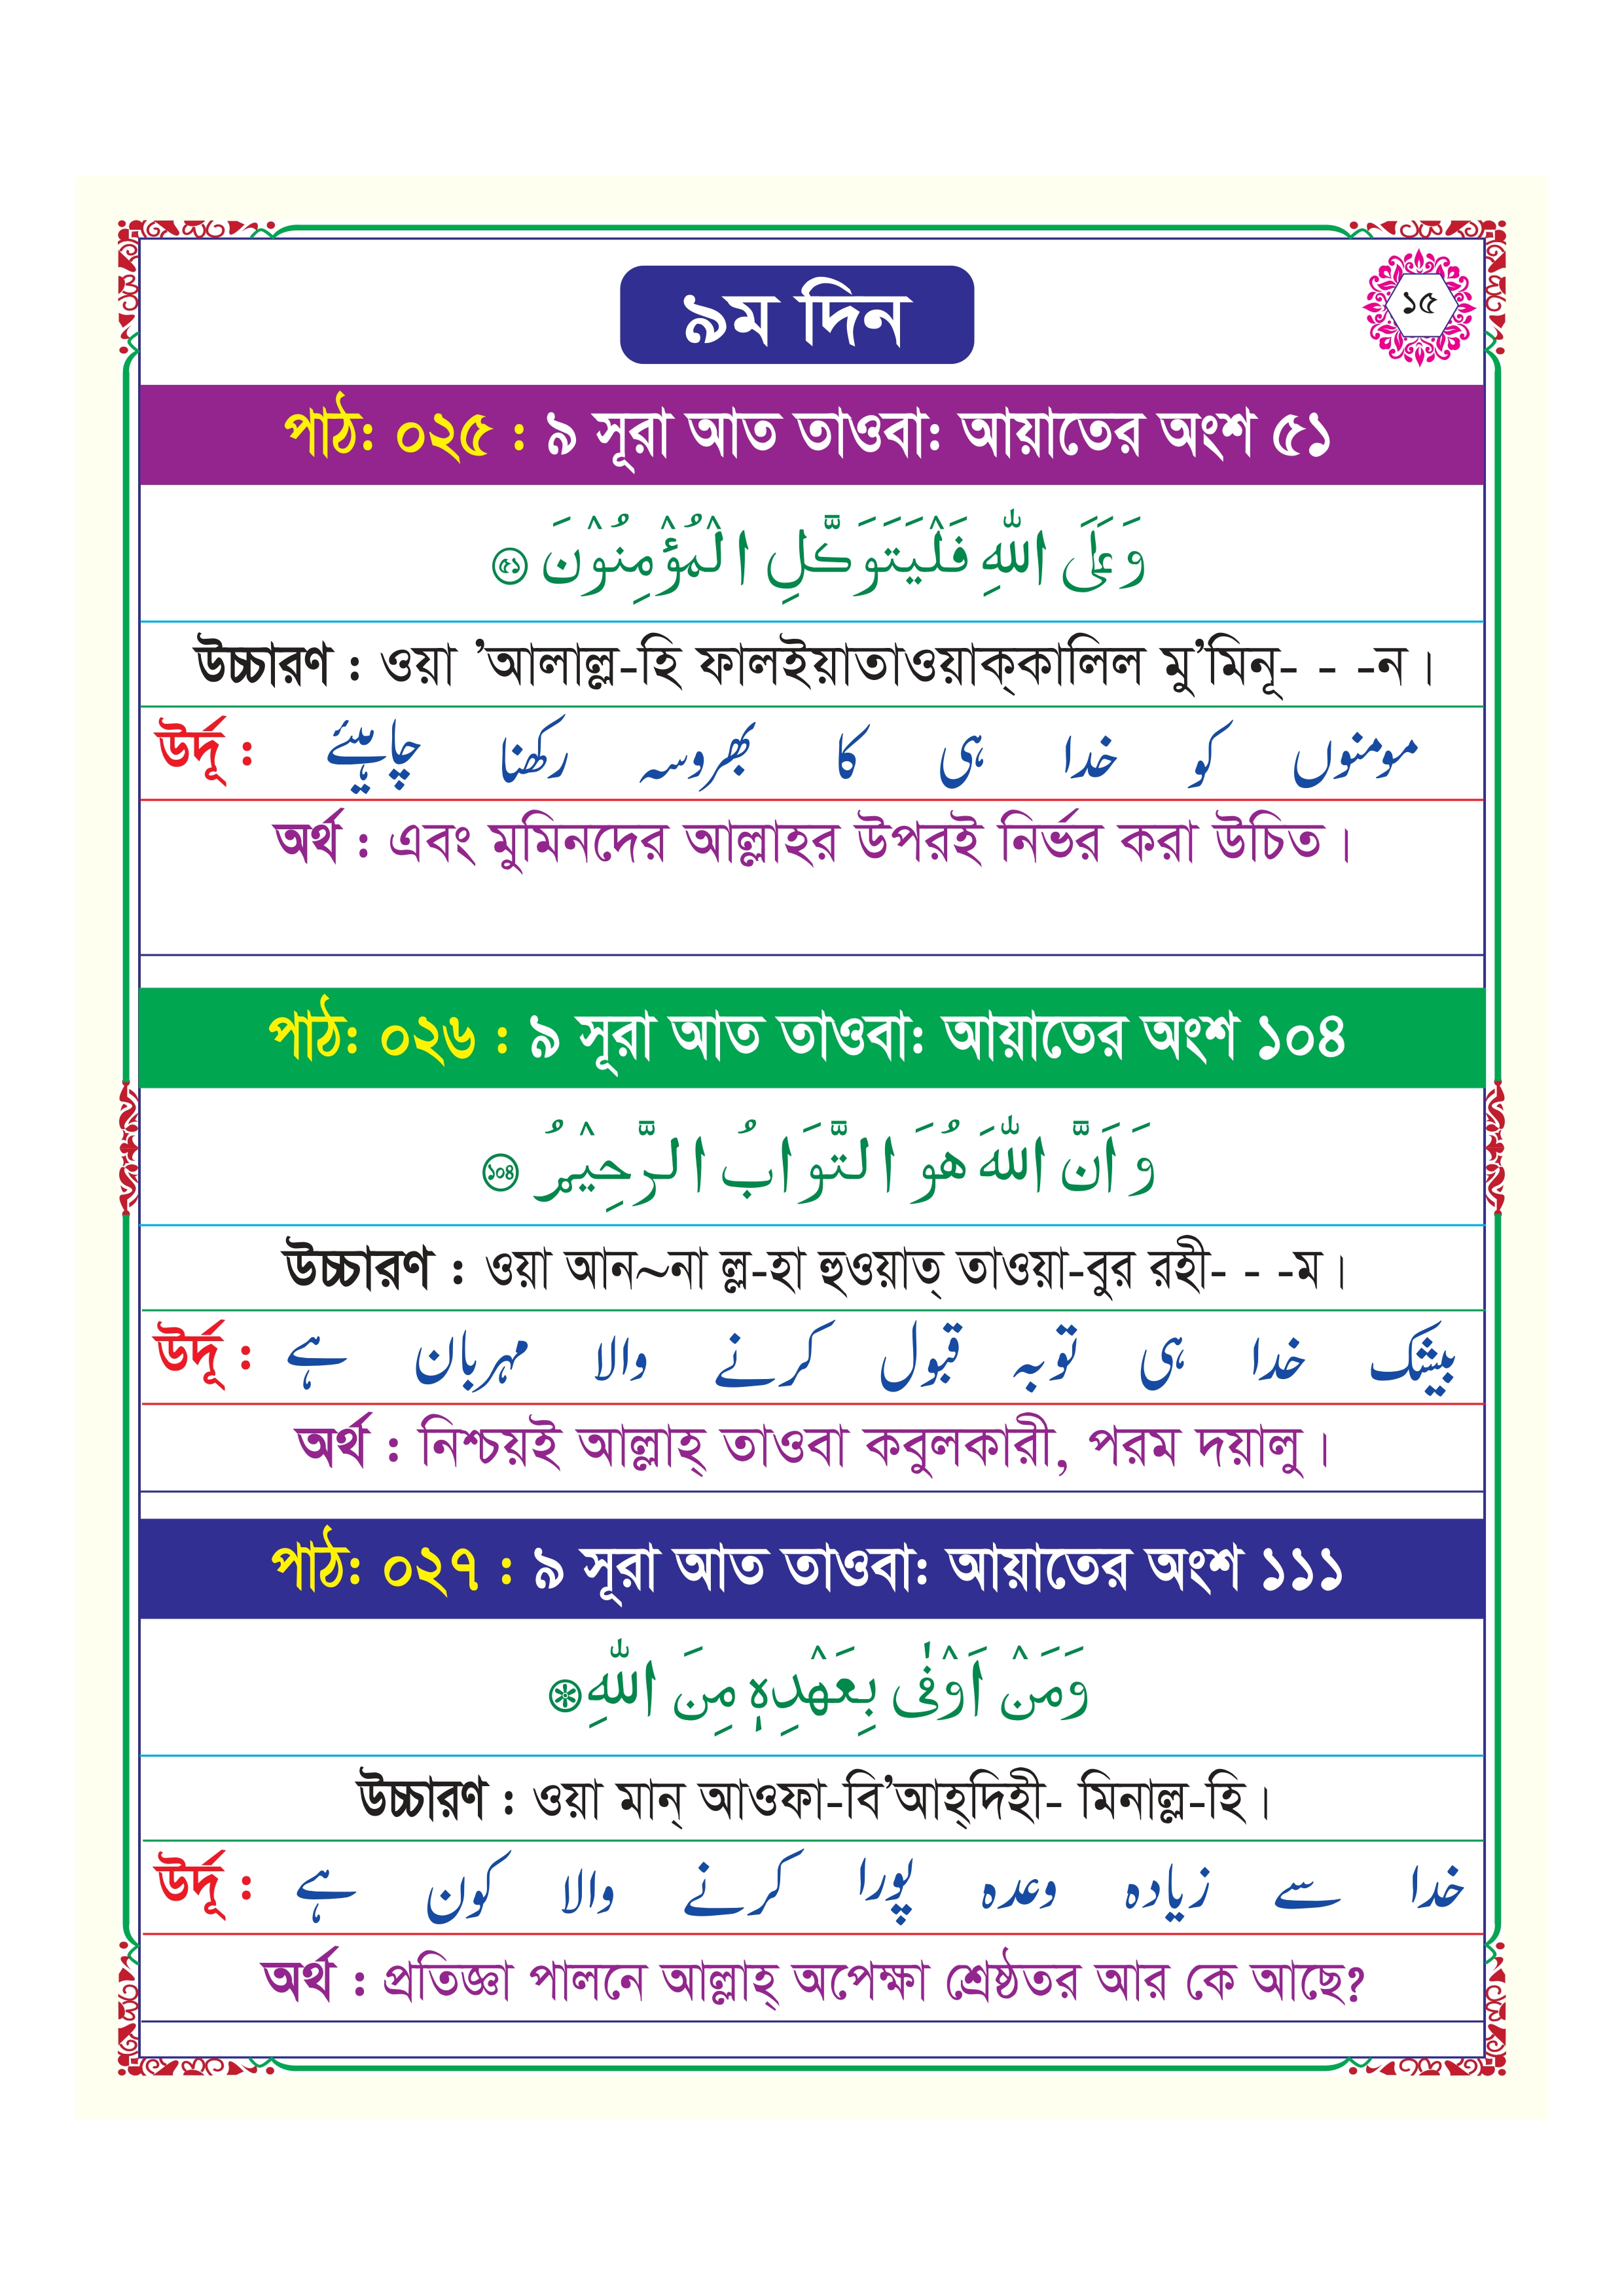 ৯ম দিন
১৫
পাঠ: ০২৫ : ৯ সূরা আত তাওবা: আয়াতের অংশ ৫১
وَعَلَى اللّٰهِ فَلْيَتَوَكَّلِ الْمُؤْمِنُوْنَ ৫১
উচ্চারণ : ওয়া ’আলাল্ল-হি ফালইয়াতাওয়াক্‌কালিল মু’মিনূ- - -ন।
উর্দূ : مومنوں کو خدا ہی کا بھروسہ رکھنا چاہیئے
অর্থ : এবং মুমিনদের আল্লাহর উপরই নির্ভর করা উচিত।
পাঠ: ০২৬ : ৯ সূরা আত তাওবা: আয়াতের অংশ ১০৪
وَاَنَّ اللّٰهَ هُوَ التَّوَابُ الرَّحِيْمُ ১০৪
উচ্চারণ : ওয়া আন~না ল্ল-হা হুওয়াত্‌ তাওয়া-বুর রহী- - -ম।
উর্দূ : بیشک خدا ہی توبہ قبول کرنے والا مہربان ہے
অর্থ : নিশ্চয়ই আল্লাহ্‌ তাওবা কবুলকারী, পরম দয়ালু।
পাঠ: ০২৭ : ৯ সূরা আত তাওবা: আয়াতের অংশ ১১১
وَمَنْ اَوْفٰى بِعَهْدِهٖ مِنَ اللّٰهِ
উচ্চারণ : ওয়া মান্‌ আওফা-বি’আহ্‌দিহী- মিনাল্ল-হি।
উর্দূ : خدا سے زیادہ وعدہ پورا کرنے والا کون ہے
অর্থ : প্রতিজ্ঞা পালনে আল্লাহ্‌ অপেক্ষা শ্রেষ্ঠতর আর কে আছে?